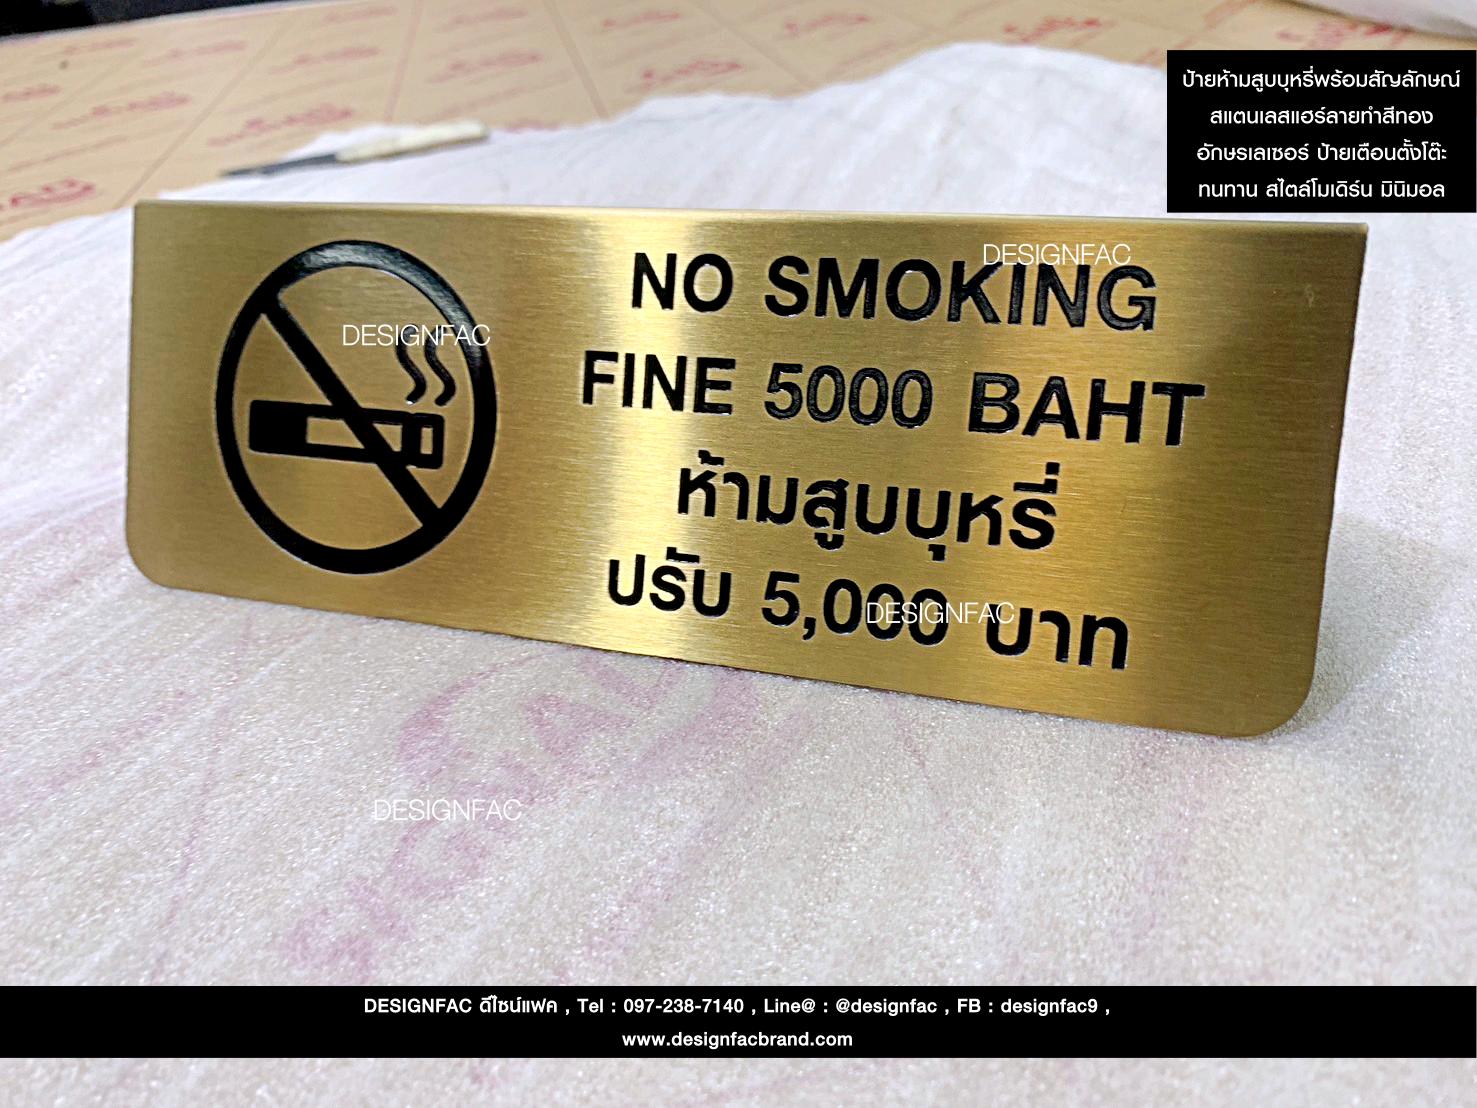 ป้ายห้ามสูบบุหรี่พร้อมสัญลักษณ์
สแตนเลสแฮร์ลายทำสีทอง
อักษรเลเซอร์ ป้ายเตือนตั้งโต๊ะ
ทนทาน สไตล์โมเดิร์น มินิมอล
DESIGNFAC
NO SMOKING
DESIGNFAC
FINE 5000 BAHT
ห้ามสูบบุหรี่
ปรับ 5,000 บาท
DESIGNFAC
DESIGNFAC
DESIGNFAC ดีไซน์แฟค , Tel : 097-238-7140 , Line@ : @designfac , FB : designfac9 ,
www.designfacbrand.com